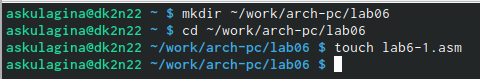 askulagina@dk2n22 ~ $ mkdir ~/work/arch-pc/lab06
askulagina@dk2n22 ~ $ cd ~/work/arch-pc/lab06
askulagina@dk2n22 ~/work/arch-pc/lab06 $ touch lab6-1.asm
askulagina@dk2n22 ~/work/arch-pc/lab06 $